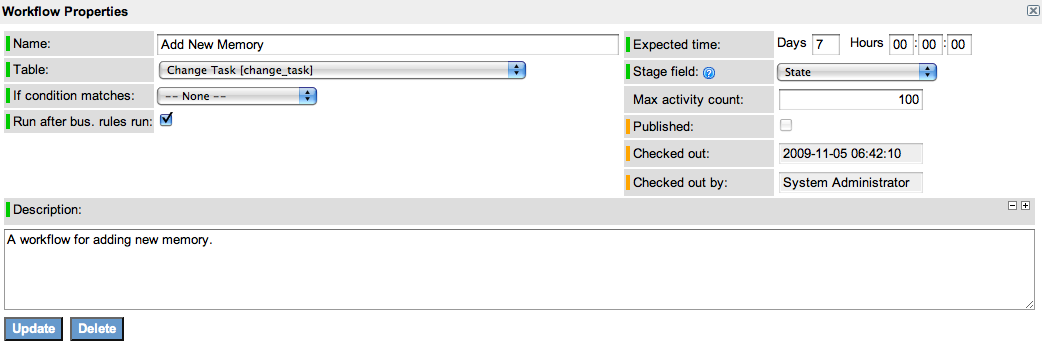 Workflow Properties
Name: Add New Memory
Table: Change Task [change_task]
If condition matches: -- None --
Run after bus. rules run:
Expected time: Days 7 Hours 00 : 00 : 00
Stage field: State
Max activity count: 100
Published:
Checked out: 2009-11-05 06:42:10
Checked out by: System Administrator
Description:
A workflow for adding new memory.
Update Delete